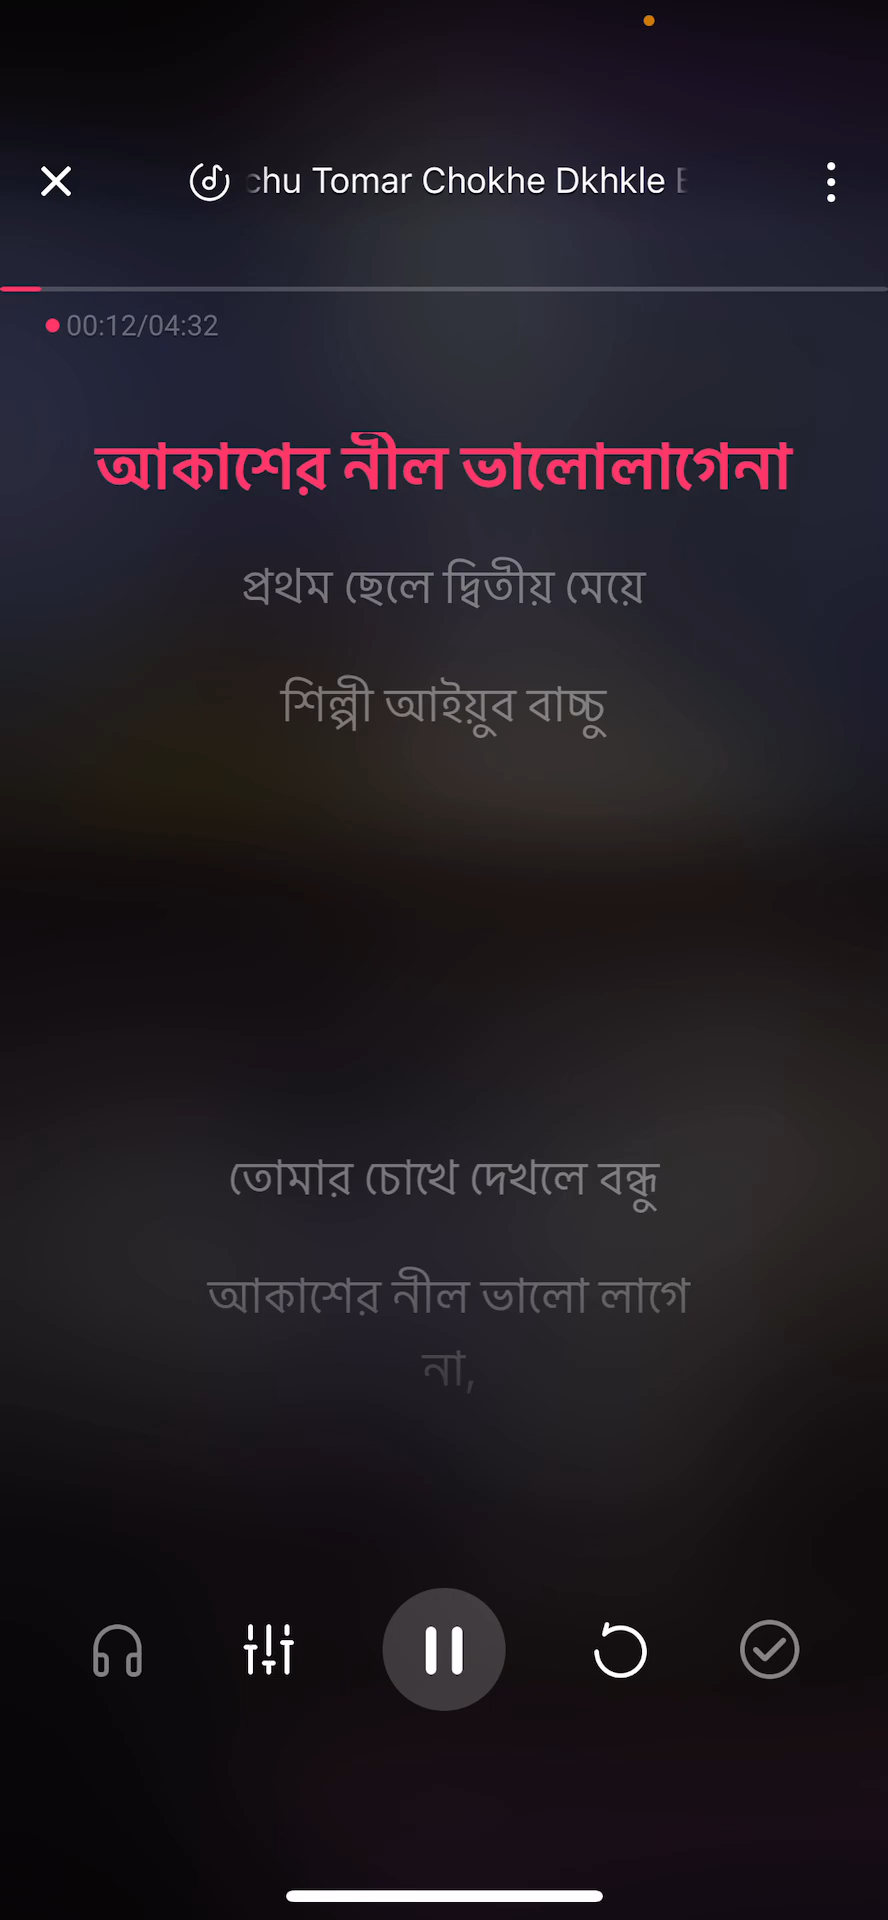 chu Tomar Chokhe Dkhkle
00:12/04:32
আকাশের নীল ভালোলাগেনা
প্রথম ছেলে দ্বিতীয় মেয়ে
শিল্পী আইয়ুব বাচ্চু
তোমার চোখে দেখলে বন্ধু
আকাশের নীল ভালো লাগে
না,